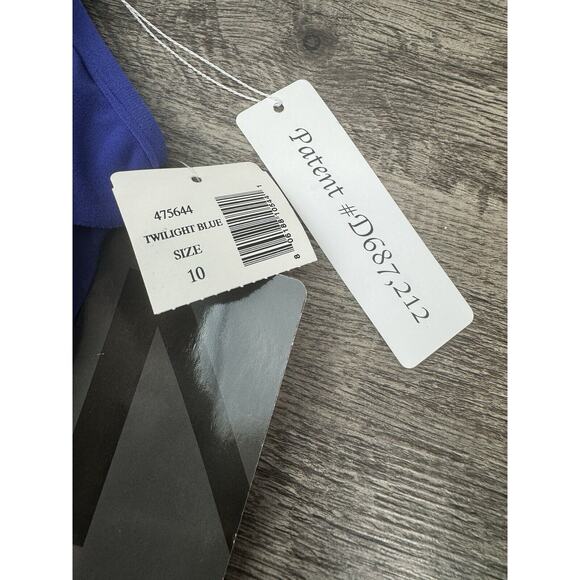 475644
TWILIGHT BLUE
SIZE
10
Patent #D687,212